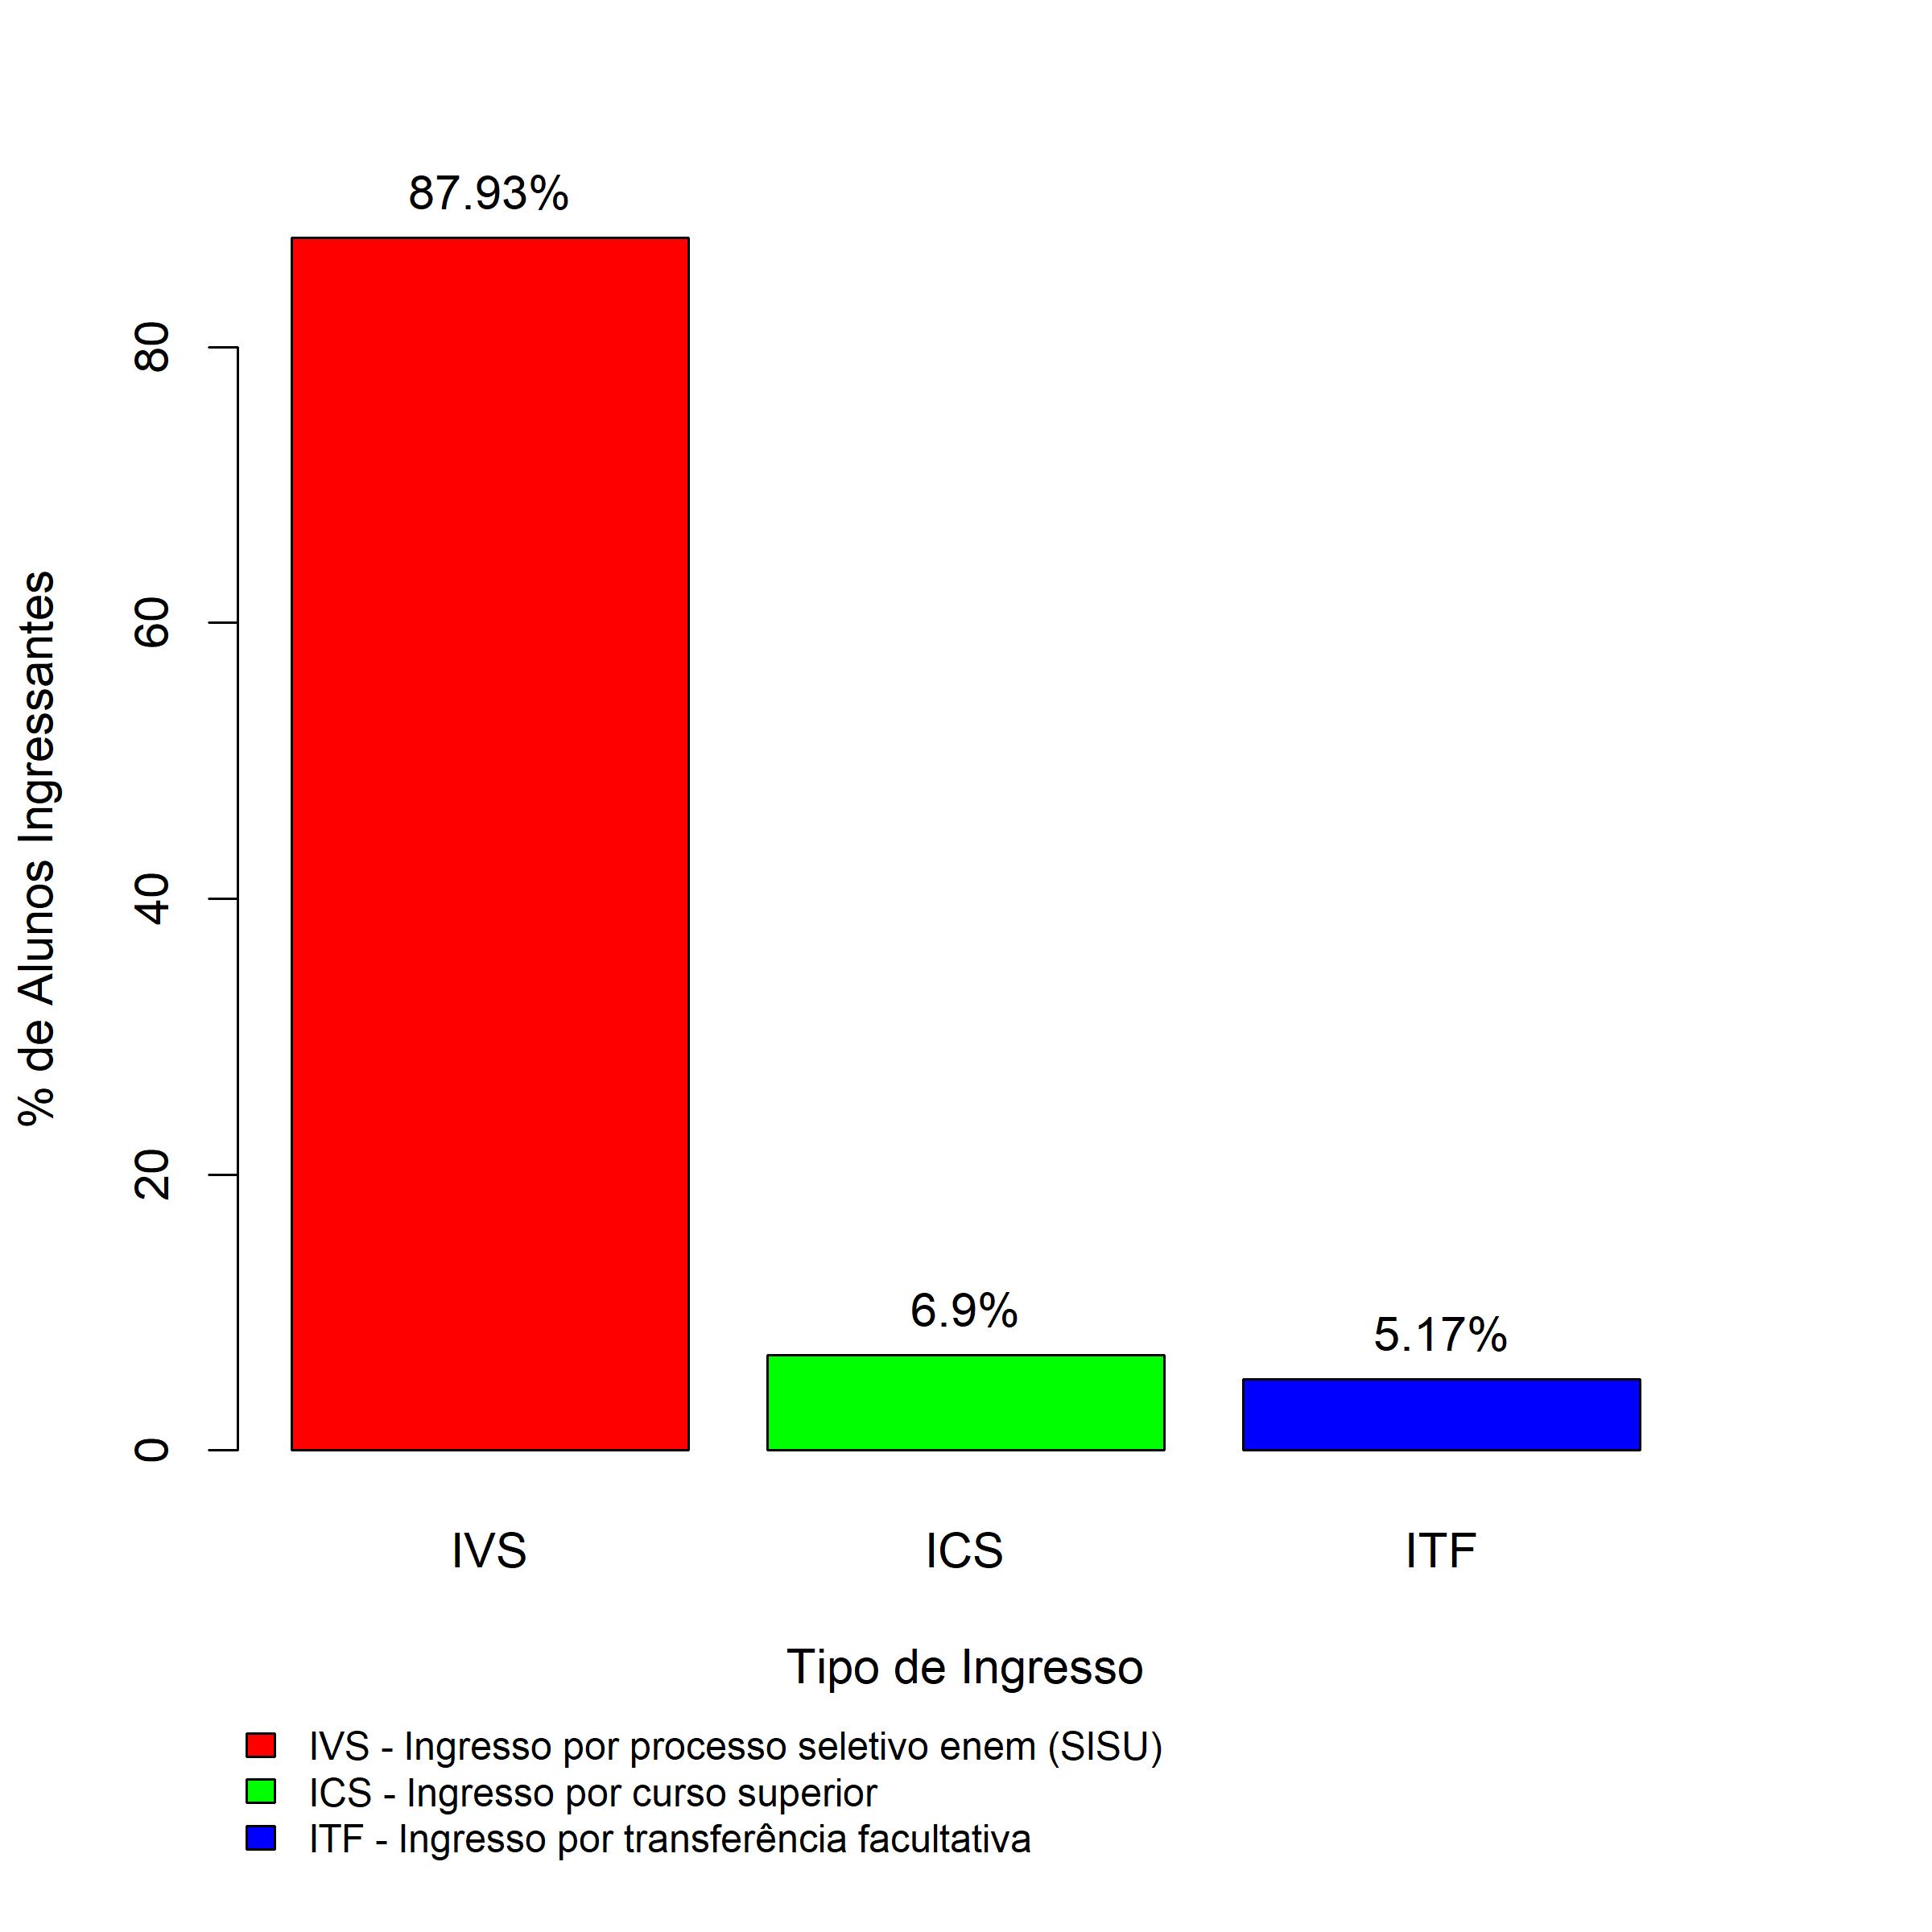 87.93%
6.9%
5.17%
80
60
40
20
0
% de Alunos Ingressantes
IVS
ICS
ITF
Tipo de Ingresso
IVS - Ingresso por processo seletivo enem (SISU)
ICS - Ingresso por curso superior
ITF - Ingresso por transferência facultativa